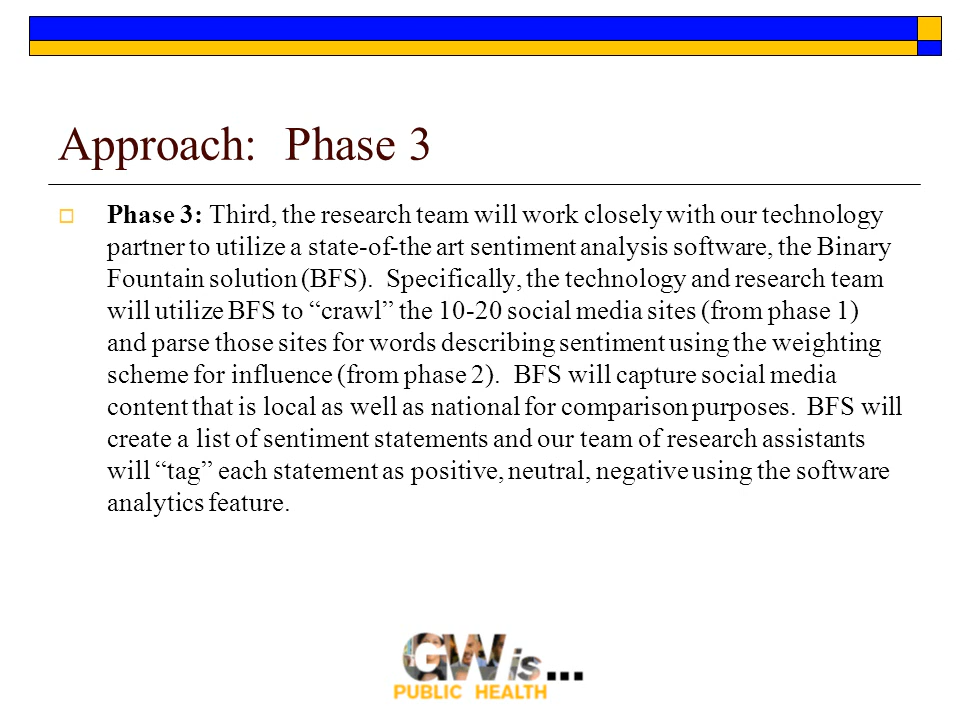 Approach:  Phase 3
Phase 3: Third, the research team will work closely with our technology
partner to utilize a state-of-the art sentiment analysis software, the Binary
Fountain solution (BFS).  Specifically, the technology and research team
will utilize BFS to “crawl” the 10-20 social media sites (from phase 1)
and parse those sites for words describing sentiment using the weighting
scheme for influence (from phase 2).  BFS will capture social media
content that is local as well as national for comparison purposes.  BFS will
create a list of sentiment statements and our team of research assistants
will “tag” each statement as positive, neutral, negative using the software
analytics feature.
GW is...
PUBLIC HEALTH